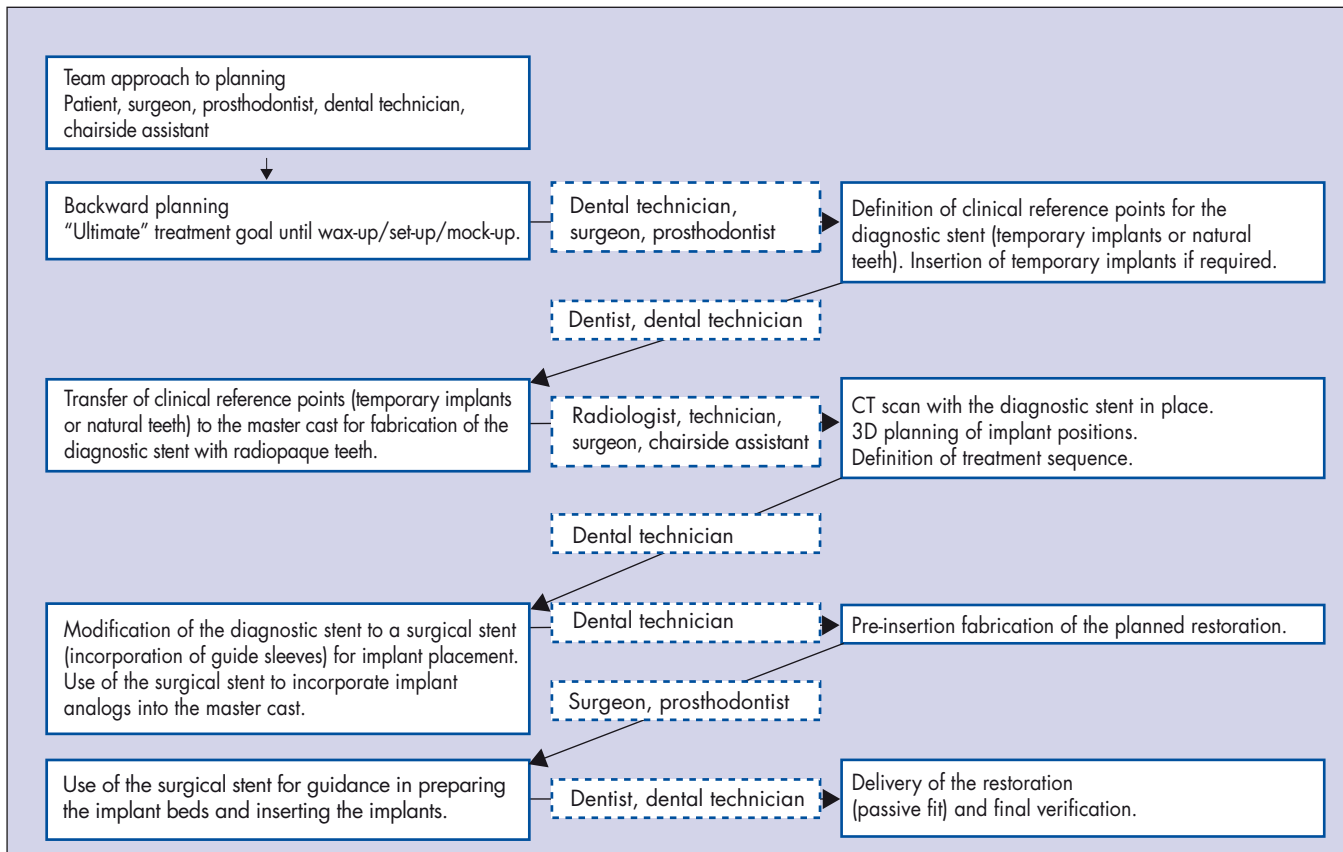 Team approach to planning
Patient, surgeon, prosthodontist, dental technician,
chairside assistant
Backward planning
“Ultimate” treatment goal until wax-up/set-up/mock-up.
Dental technician,
surgeon, prosthodontist
Definition of clinical reference points for the
diagnostic stent (temporary implants or natural
teeth). Insertion of temporary implants if required.
Dentist, dental technician
Transfer of clinical reference points (temporary implants
or natural teeth) to the master cast for fabrication of the
diagnostic stent with radiopaque teeth.
Radiologist, technician,
surgeon, chairside assistant
CT scan with the diagnostic stent in place.
3D planning of implant positions.
Definition of treatment sequence.
Dental technician
Modification of the diagnostic stent to a surgical stent
(incorporation of guide sleeves) for implant placement.
Use of the surgical stent to incorporate implant
analogs into the master cast.
Dental technician
Pre-insertion fabrication of the planned restoration.
Surgeon, prosthodontist
Use of the surgical stent for guidance in preparing
the implant beds and inserting the implants.
Dentist, dental technician
Delivery of the restoration
(passive fit) and final verification.